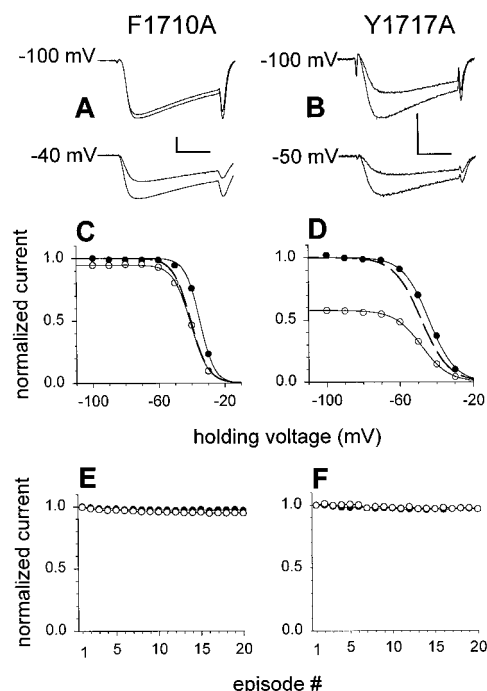 F1710A Y1717A
-100 mV -100 mV
A B
-40 mV -50 mV
C D
normalized current
1.0 1.0
0.5 0.5
0.0 0.0
-100 -60 -20 -100 -60 -20
holding voltage (mV)
E F
normalized current
1.0 1.0
0.5 0.5
0.0 0.0
1 5 10 15 20 1 5 10 15 20
episode #